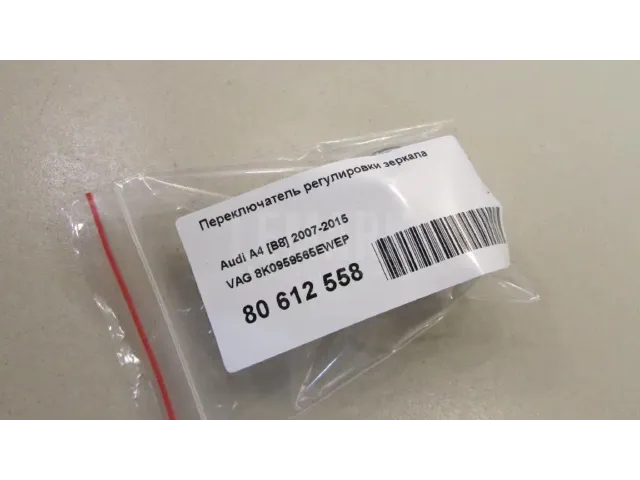 Переключатель регулировки зеркала
Audi A4 [B8] 2007-2015
VAG 8K0959565EWEP
80 612 558